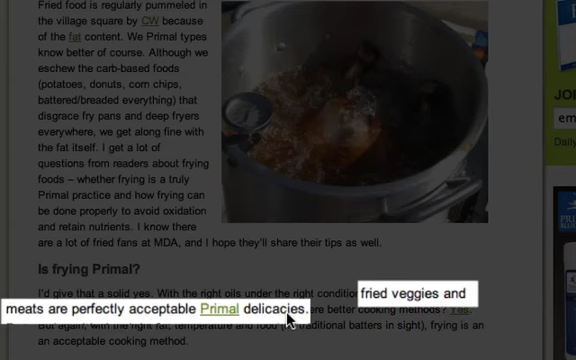 Fried food is regularly pummeled in
the village square by CW because
of the fat content. We Primal types
know better of course. Although we
eschew the carb-based foods
(potatoes, donuts, corn chips,
battered/breaded everything) that
disgrace fry pans and deep fryers
everywhere, we get along fine with
the fat itself. I get a lot of
questions from readers about frying
foods – whether frying is a truly
Primal practice and how frying can
be done properly to avoid oxidation
and retain nutrients. I know there
are a lot of fried fans at MDA, and I hope they'll share their tips as well.
Is frying Primal?
I'd give that a solid yes. With the right oils under the right conditio
fried veggies and
meats are perfectly acceptable Primal delicacies.
ere better cooking methods? Yes.
But again, with the right fat, temperature and food (no traditional batters in sight), frying is an
an acceptable cooking method.
JO
em
Daily